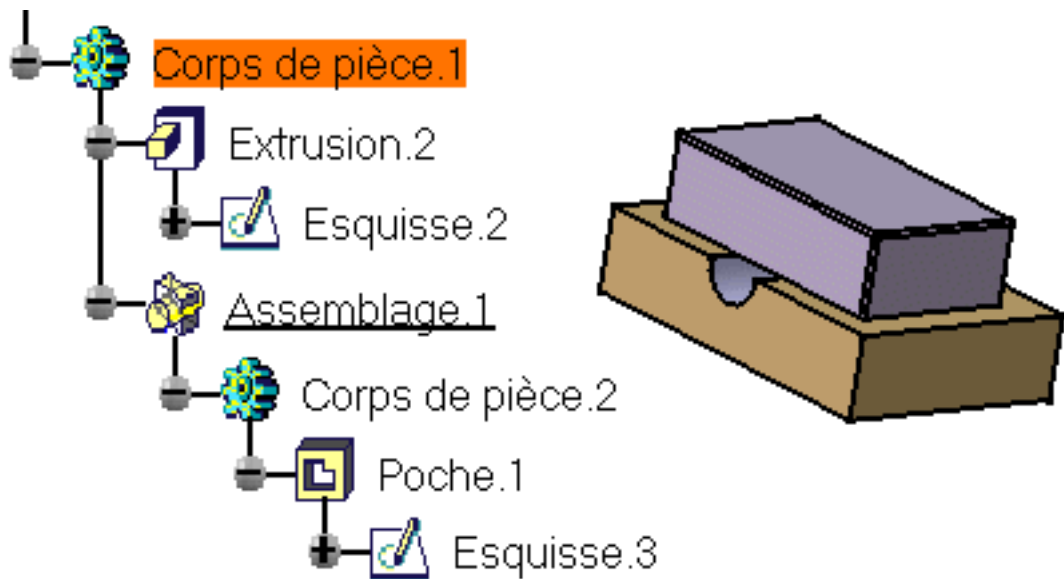 Corps de pièce.1
Extrusion.2
Esquisse.2
Assemblage.1
Corps de pièce.2
Poche.1
Esquisse.3